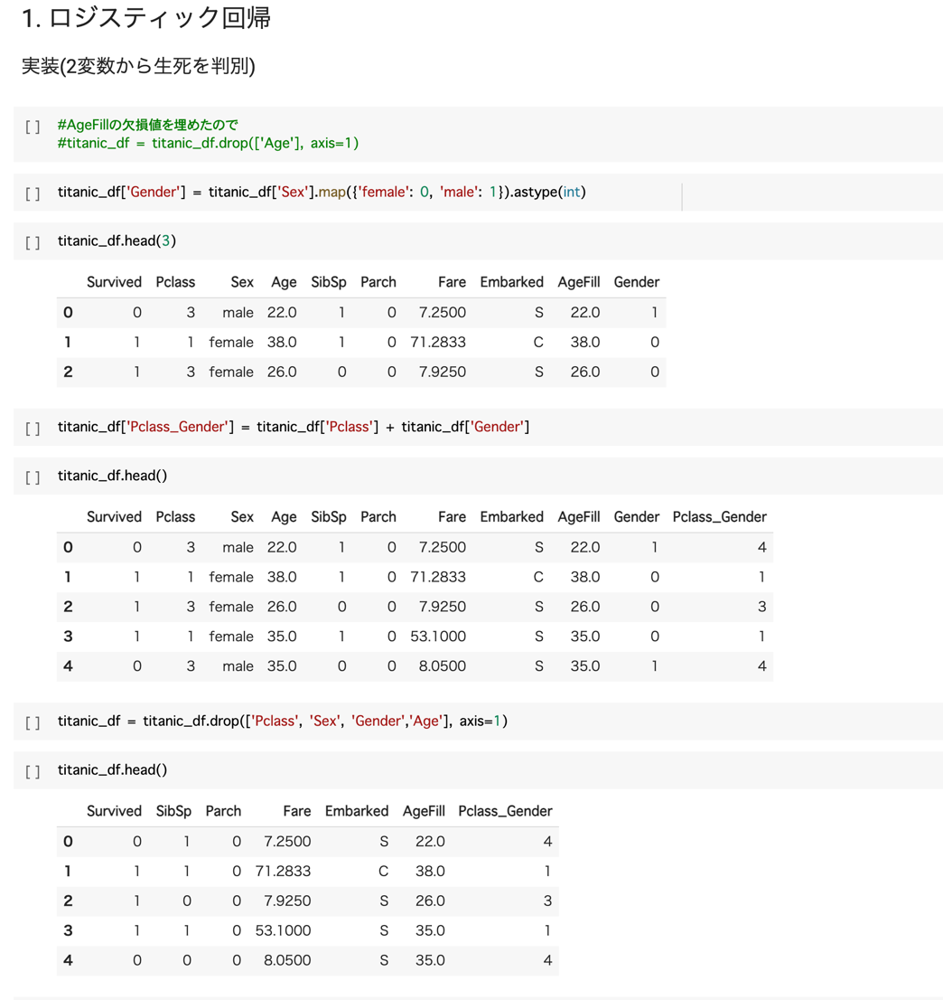 1. ロジスティック回帰
実装(2変数から生死を判別)
[ ] #AgeFillの欠損値を埋めたので
#titanic_df = titanic_df.drop(['Age'], axis=1)
[ ] titanic_df['Gender'] = titanic_df['Sex'].map({'female': 0, 'male': 1}).astype(int)
[ ] titanic_df.head(3)
Survived Pclass Sex Age SibSp Parch Fare Embarked AgeFill Gender
0 0 3 male 22.0 1 0 7.2500 S 22.0 1
1 1 1 female 38.0 1 0 71.2833 C 38.0 0
2 1 3 female 26.0 0 0 7.9250 S 26.0 0
[ ] titanic_df['Pclass_Gender'] = titanic_df['Pclass'] + titanic_df['Gender']
[ ] titanic_df.head()
Survived Pclass Sex Age SibSp Parch Fare Embarked AgeFill Gender Pclass_Gender
0 0 3 male 22.0 1 0 7.2500 S 22.0 1 4
1 1 1 female 38.0 1 0 71.2833 C 38.0 0 1
2 1 3 female 26.0 0 0 7.9250 S 26.0 0 3
3 1 1 female 35.0 1 0 53.1000 S 35.0 0 1
4 0 3 male 35.0 0 0 8.0500 S 35.0 1 4
[ ] titanic_df = titanic_df.drop(['Pclass', 'Sex', 'Gender','Age'], axis=1)
[ ] titanic_df.head()
Survived SibSp Parch Fare Embarked AgeFill Pclass_Gender
0 0 1 0 7.2500 S 22.0 4
1 1 1 0 71.2833 C 38.0 1
2 1 0 0 7.9250 S 26.0 3
3 1 1 0 53.1000 S 35.0 1
4 0 0 0 8.0500 S 35.0 4